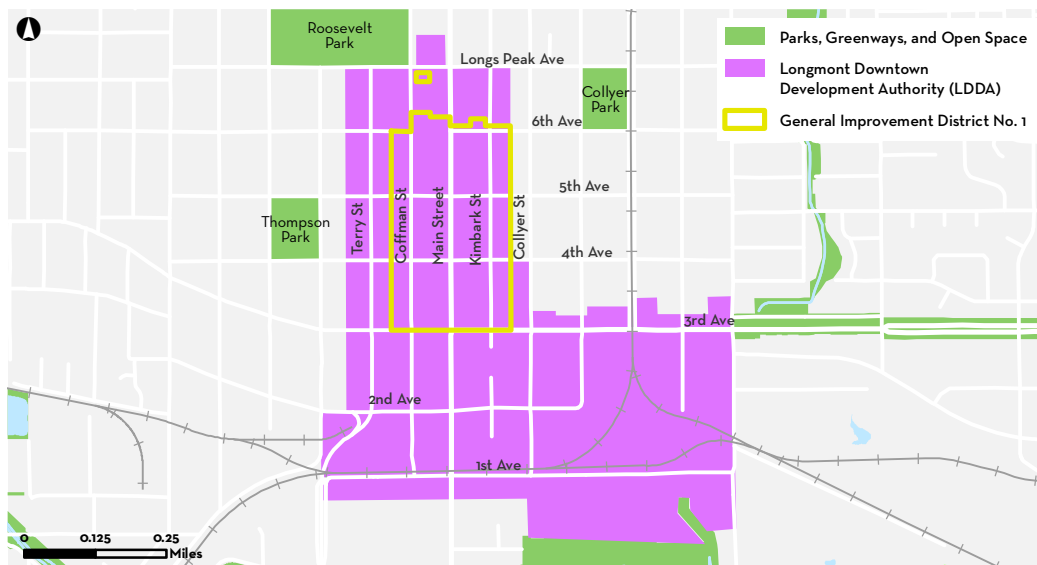 Roosevelt
Park
Longs Peak Ave
Parks, Greenways, and Open Space
Longmont Downtown
Development Authority (LDDA)
General Improvement District No. 1
Collyer
Park
6th Ave
5th Ave
Thompson
Park
Terry St
Coffman St
Main Street
Kimbark St
Collyer St
4th Ave
3rd Ave
2nd Ave
1st Ave
0 0.125 0.25
Miles